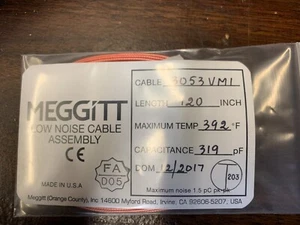 CABLE 3053VM1
MEGGITT
LENGTH 120 INCH
LOW NOISE CABLE
ASSEMBLY
MAXIMUM TEMP 392 °F
CE
CAPACITANCE 319 pF
FA
D05
DOM 12/2017
T
203
MADE IN U.S.A
Maximum noise 1.5 pC pk-pk
Meggitt (Orange County), Inc 14600 Myford Road, Irvine, CA 92606-5207, USA